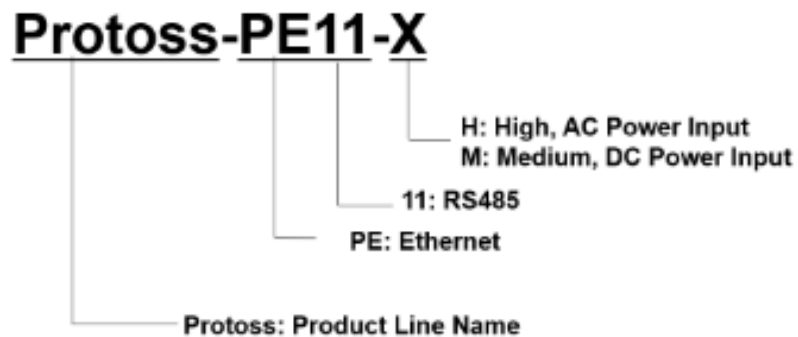 Protoss-PE11-X
H: High, AC Power Input
M: Medium, DC Power Input
11: RS485
PE: Ethernet
Protoss: Product Line Name